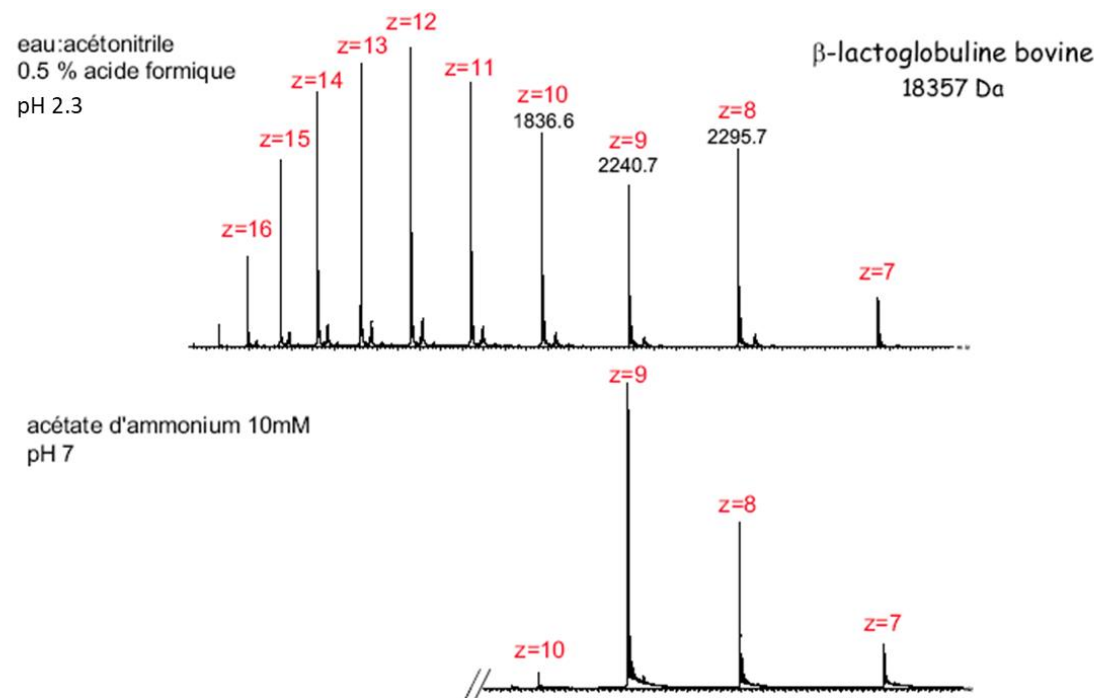 eau:acétonitrile
0.5 % acide formique
pH 2.3
β-lactoglobuline bovine
18357 Da
z=16
z=15
z=14
z=13
z=12
z=11
z=10
1836.6
z=9
2240.7
z=8
2295.7
z=7
acétate d'ammonium 10mM
pH 7
z=10
z=9
z=8
z=7